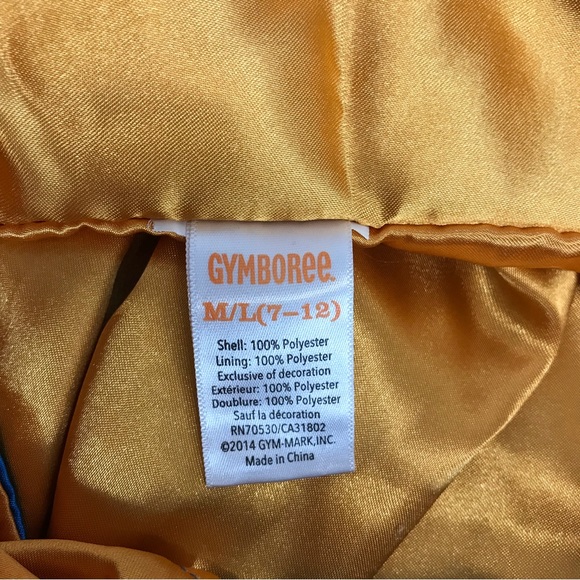 GYMBOREE™
M/L(7–12)
Shell: 100% Polyester
Lining: 100% Polyester
Exclusive of decoration
Extérieur: 100% Polyester
Doublure: 100% Polyester
Sauf la décoration
RN70530/CA31802
©2014 GYM-MARK,INC.
Made in China